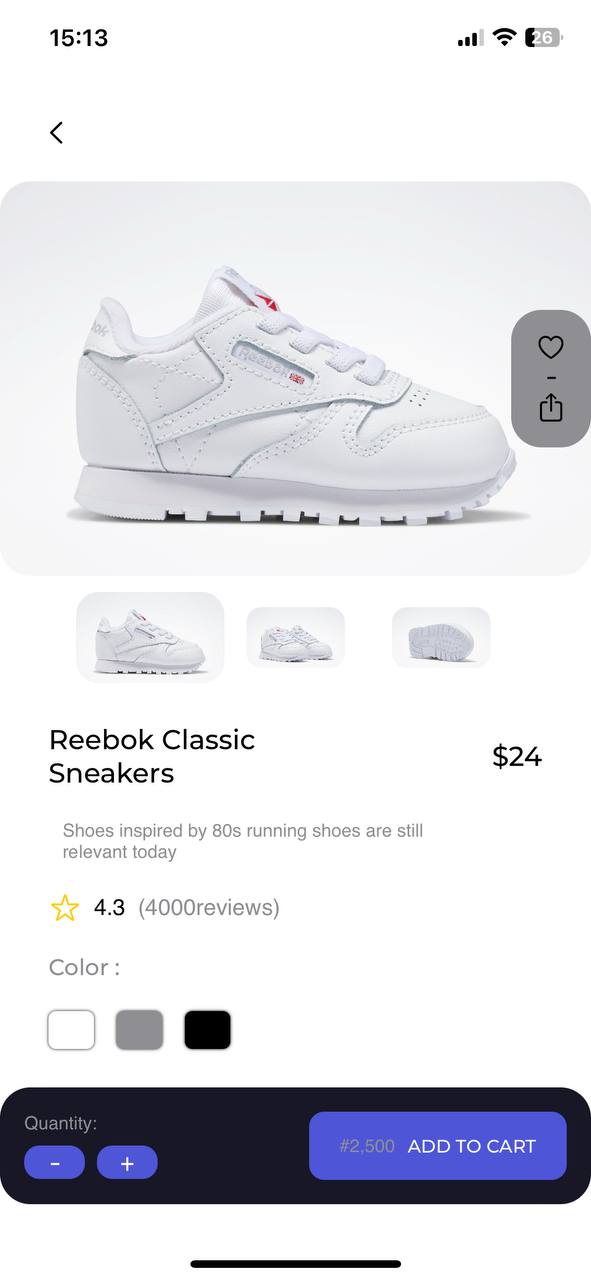 15:13
26
Reebok
Reebok Classic
Sneakers
$24
Shoes inspired by 80s running shoes are still
relevant today
4.3 (4000reviews)
Color :
Quantity:
- +
#2,500 ADD TO CART